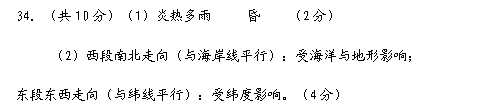 34. (共10分) (1) 炎热多雨  昏  (2分)
(2) 西段南北走向(与海岸线平行):受海洋与地形影响;
东段东西走向(与纬线平行):受纬度影响。(4分)